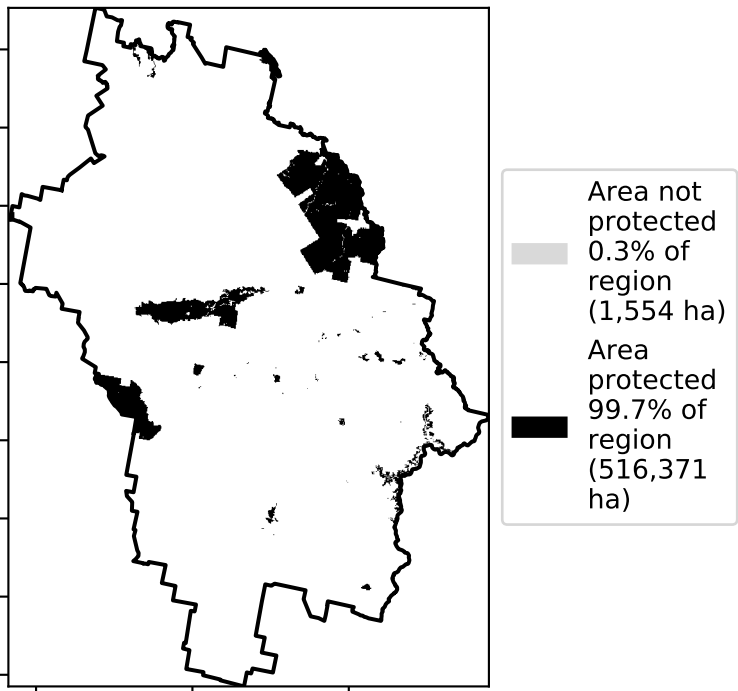 Area not
protected
0.3% of
region
(1,554 ha)
Area
protected
99.7% of
region
(516,371
ha)